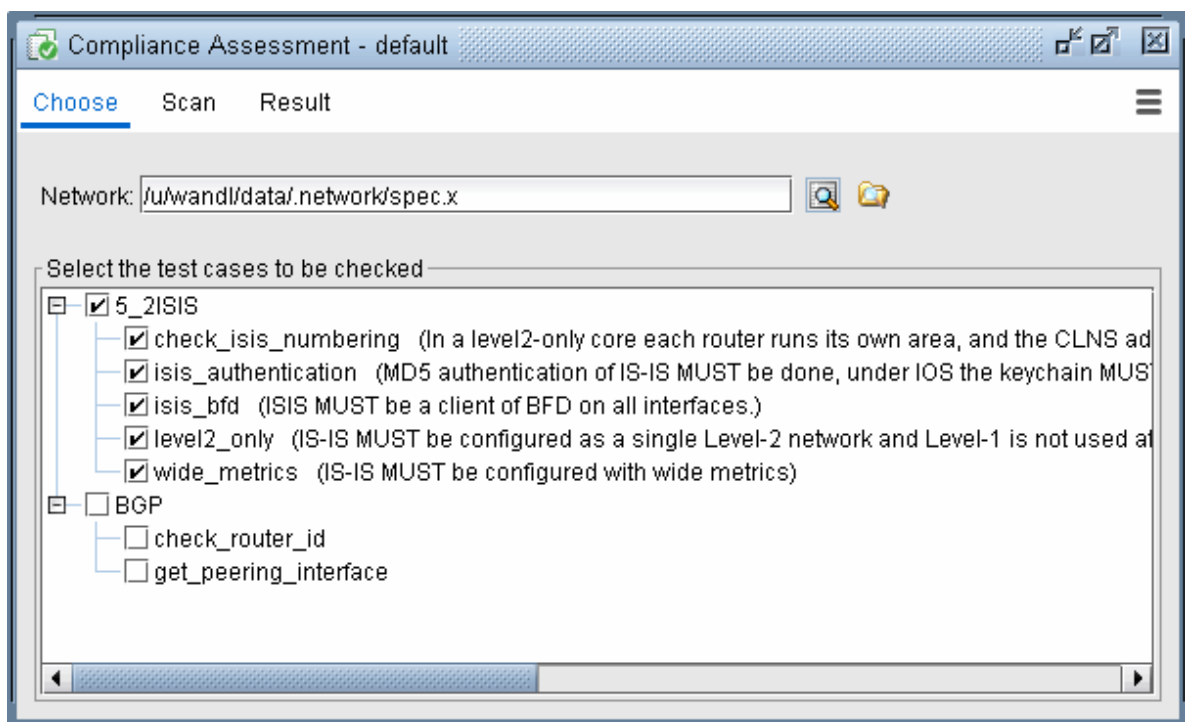 Compliance Assessment - default
Choose Scan Result
Network: /u/wandl/data/.network/spec.x
Select the test cases to be checked
5_2ISIS
check_isis_numbering (In a level2-only core each router runs its own area, and the CLNS ad
isis_authentication (MD5 authentication of IS-IS MUST be done, under IOS the keychain MUS
isis_bfd (ISIS MUST be a client of BFD on all interfaces.)
level2_only (IS-IS MUST be configured as a single Level-2 network and Level-1 is not used at
wide_metrics (IS-IS MUST be configured with wide metrics)
BGP
check_router_id
get_peering_interface